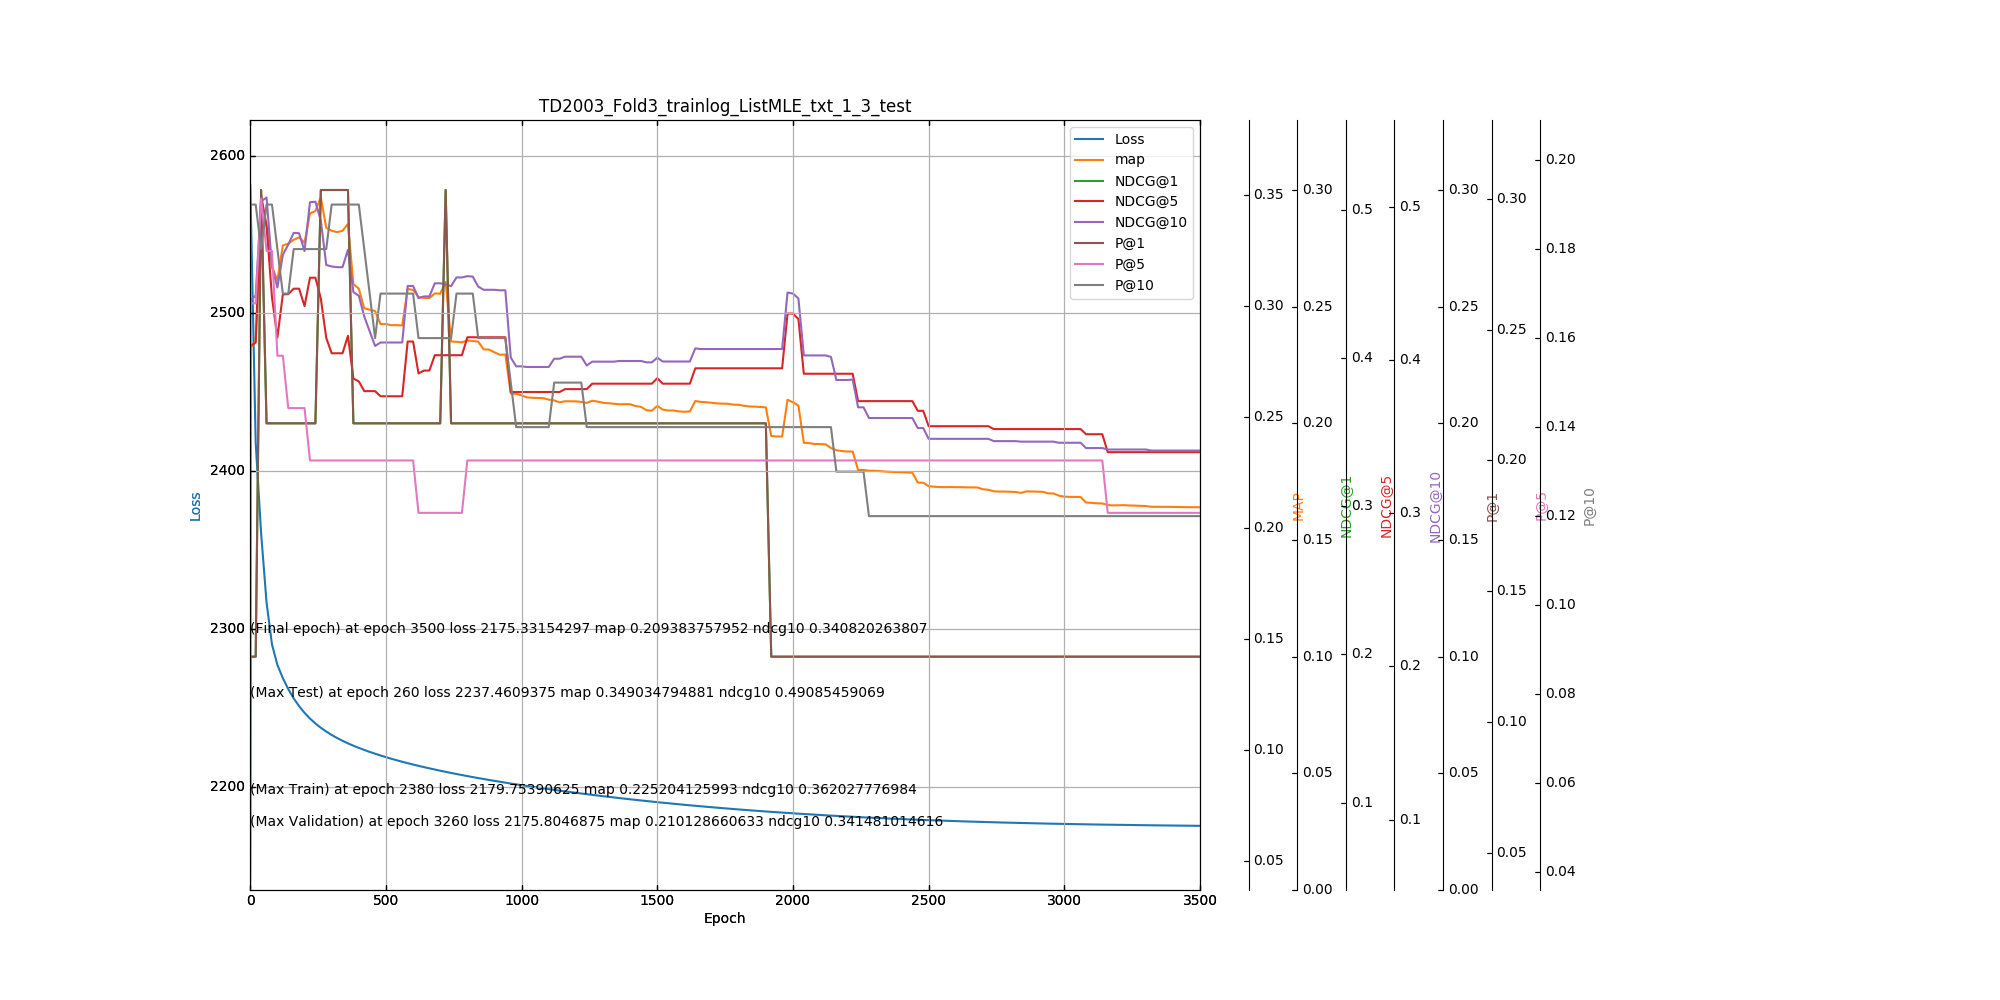 TD2003_Fold3_trainlog_ListMLE_txt_1_3_test
Loss
map
NDCG@1
NDCG@5
NDCG@10
P@1
P@5
P@10
2600
2500
2400
2300
2200
Loss
(Final epoch) at epoch 3500 loss 2175.33154297 map 0.209383757952 ndcg10 0.340820263807
(Max Test) at epoch 260 loss 2237.4609375 map 0.349034794881 ndcg10 0.49085459069
(Max Train) at epoch 2380 loss 2179.75390625 map 0.225204125993 ndcg10 0.362027776984
(Max Validation) at epoch 3260 loss 2175.8046875 map 0.210128660633 ndcg10 0.341481014616
0 500 1000 1500 2000 2500 3000 3500
Epoch
0.35
0.30
0.25
0.20
0.15
0.10
0.05
MAP
0.30
0.25
0.20
0.15
0.10
0.05
0.00
NDCG@1
0.5
0.4
0.3
0.2
0.1
NDCG@5
0.5
0.4
0.3
0.2
0.1
NDCG@10
0.30
0.25
0.20
0.15
0.10
0.05
0.00
P@1
0.30
0.25
0.20
0.15
0.10
0.05
P@5
0.20
0.18
0.16
0.14
0.12
0.10
0.08
0.06
0.04
P@10